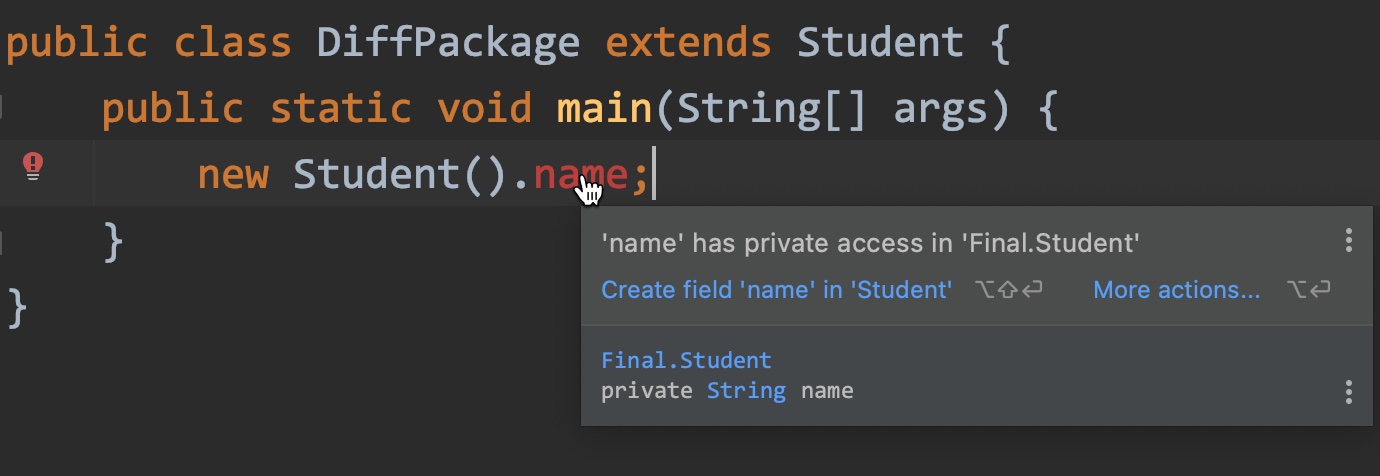 public class DiffPackage extends Student {
public static void main(String[] args) {
new Student().name;
}
}
'name' has private access in 'Final.Student'
Create field 'name' in 'Student' ⌥⇧⏎ More actions... ⌥⏎
Final.Student
private String name